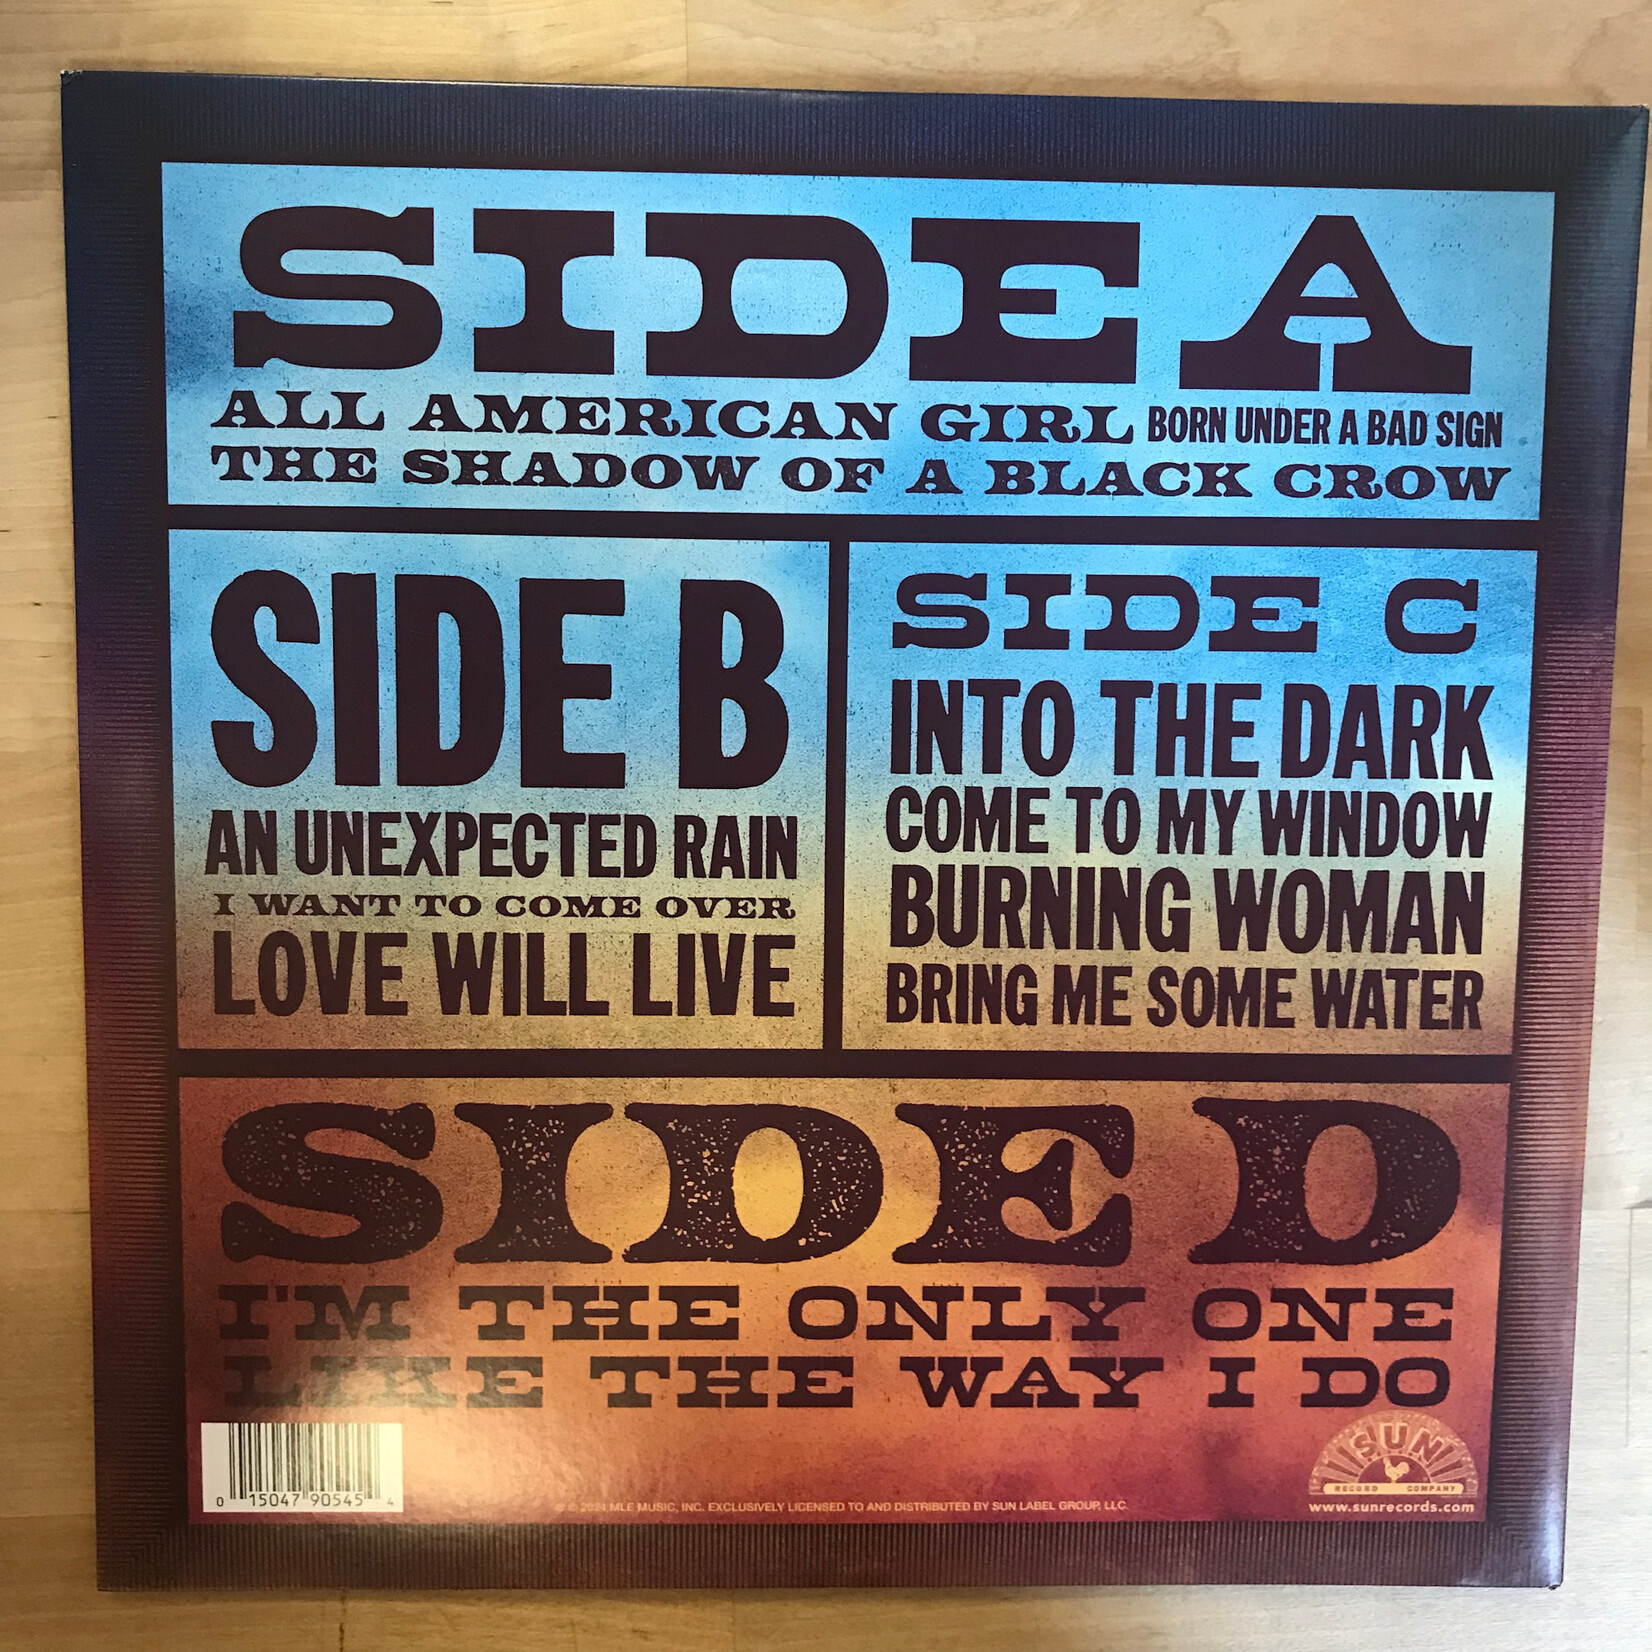 SIDE A
ALL AMERICAN GIRL BORN UNDER A BAD SIGN
THE SHADOW OF A BLACK CROW
SIDE B
AN UNEXPECTED RAIN
I WANT TO COME OVER
LOVE WILL LIVE
SIDE C
INTO THE DARK
COME TO MY WINDOW
BURNING WOMAN
BRING ME SOME WATER
SIDE D
I'M THE ONLY ONE
LIKE THE WAY I DO
0 15047 90545 4
℗ © 2024 MLE MUSIC, INC. EXCLUSIVELY LICENSED TO AND DISTRIBUTED BY SUN LABEL GROUP, LLC.
SUN
RECORD COMPANY
www.sunrecords.com